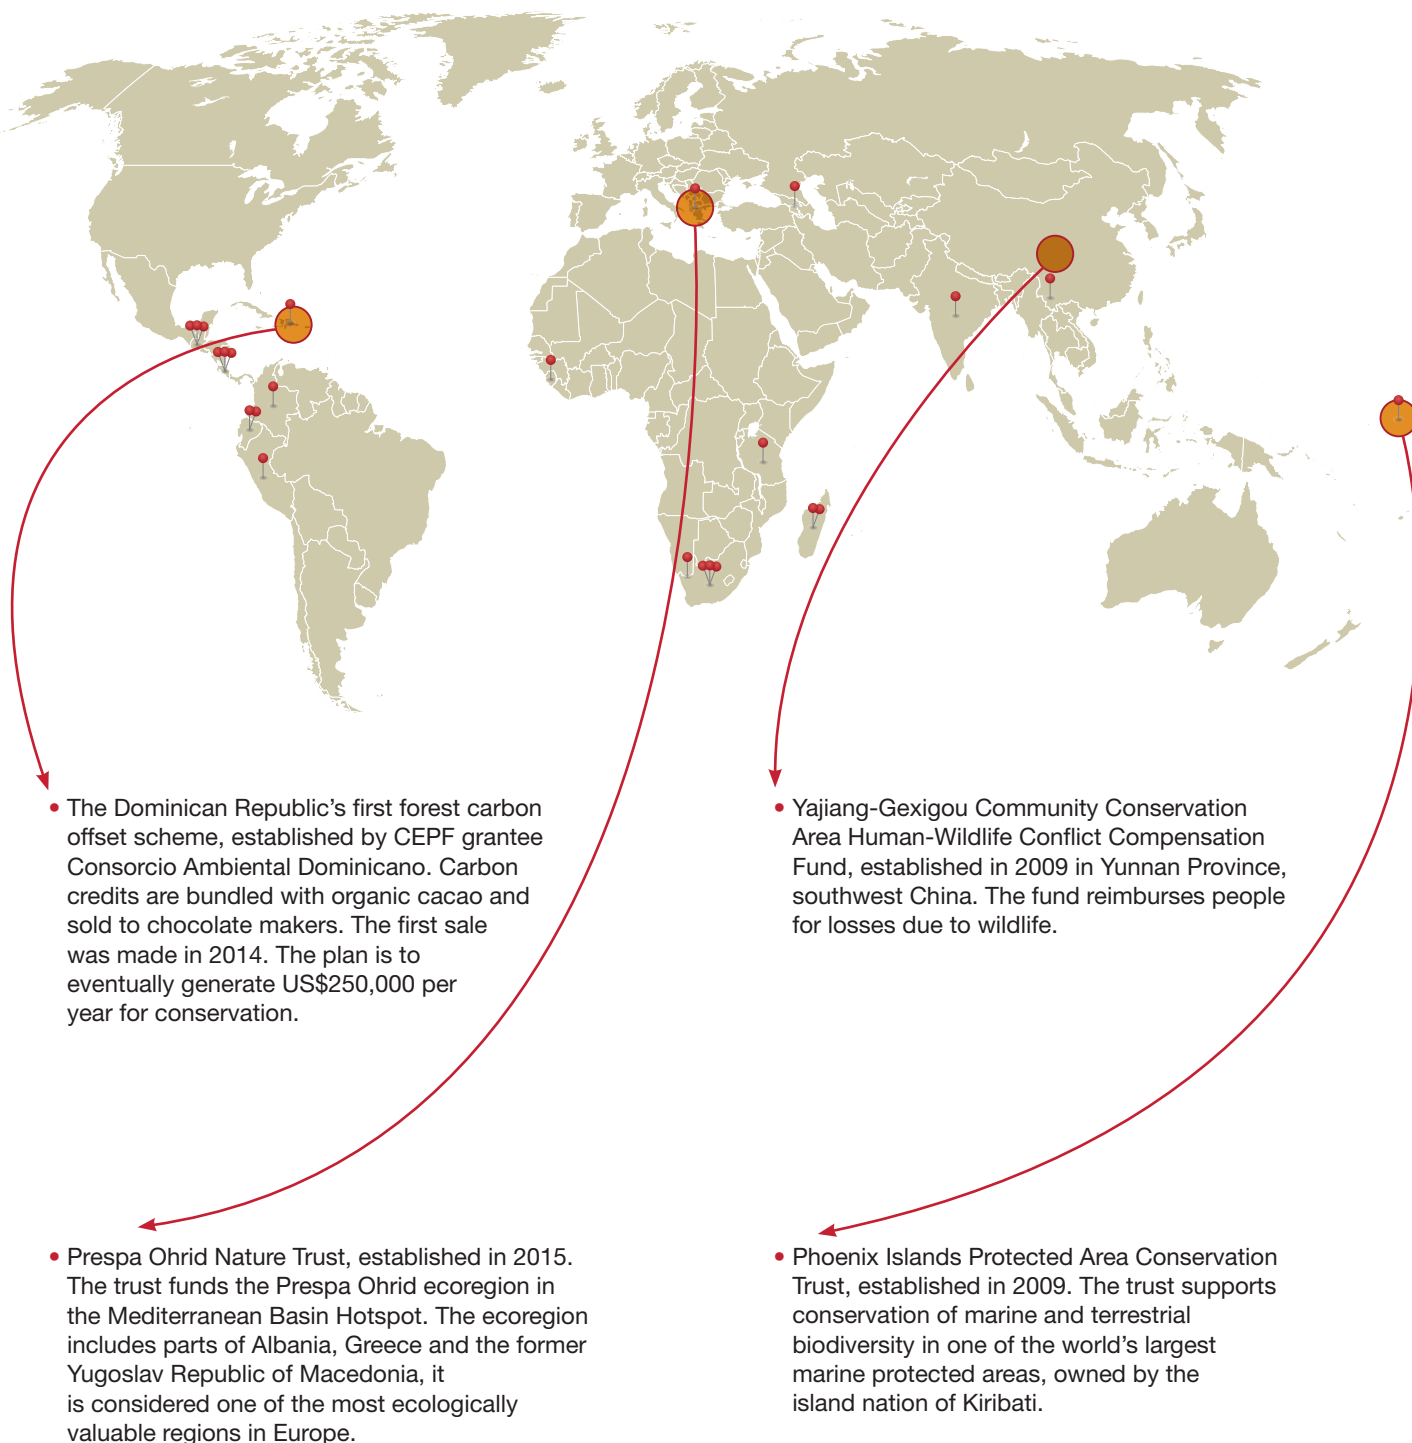 • The Dominican Republic’s first forest carbon
offset scheme, established by CEPF grantee
Consorcio Ambiental Dominicano. Carbon
credits are bundled with organic cacao and
sold to chocolate makers. The first sale
was made in 2014. The plan is to
eventually generate US$250,000 per
year for conservation.
• Yajiang-Gexigou Community Conservation
Area Human-Wildlife Conflict Compensation
Fund, established in 2009 in Yunnan Province,
southwest China. The fund reimburses people
for losses due to wildlife.
• Prespa Ohrid Nature Trust, established in 2015.
The trust funds the Prespa Ohrid ecoregion in
the Mediterranean Basin Hotspot. The ecoregion
includes parts of Albania, Greece and the former
Yugoslav Republic of Macedonia, it
is considered one of the most ecologically
valuable regions in Europe.
• Phoenix Islands Protected Area Conservation
Trust, established in 2009. The trust supports
conservation of marine and terrestrial
biodiversity in one of the world’s largest
marine protected areas, owned by the
island nation of Kiribati.